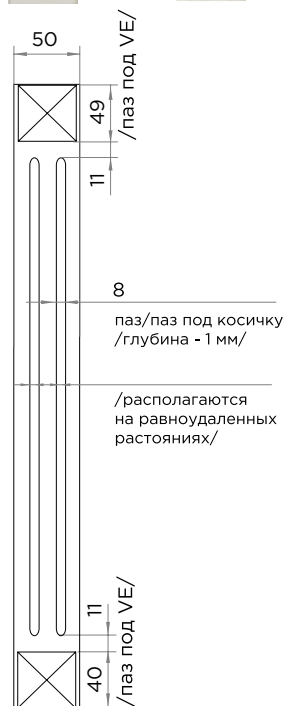 50
49
/паз под VE/
11
8
паз/паз под косичку
/глубина - 1 мм/
/располагаются
на равноудаленных
растояниях/
11
40
/паз под VE/